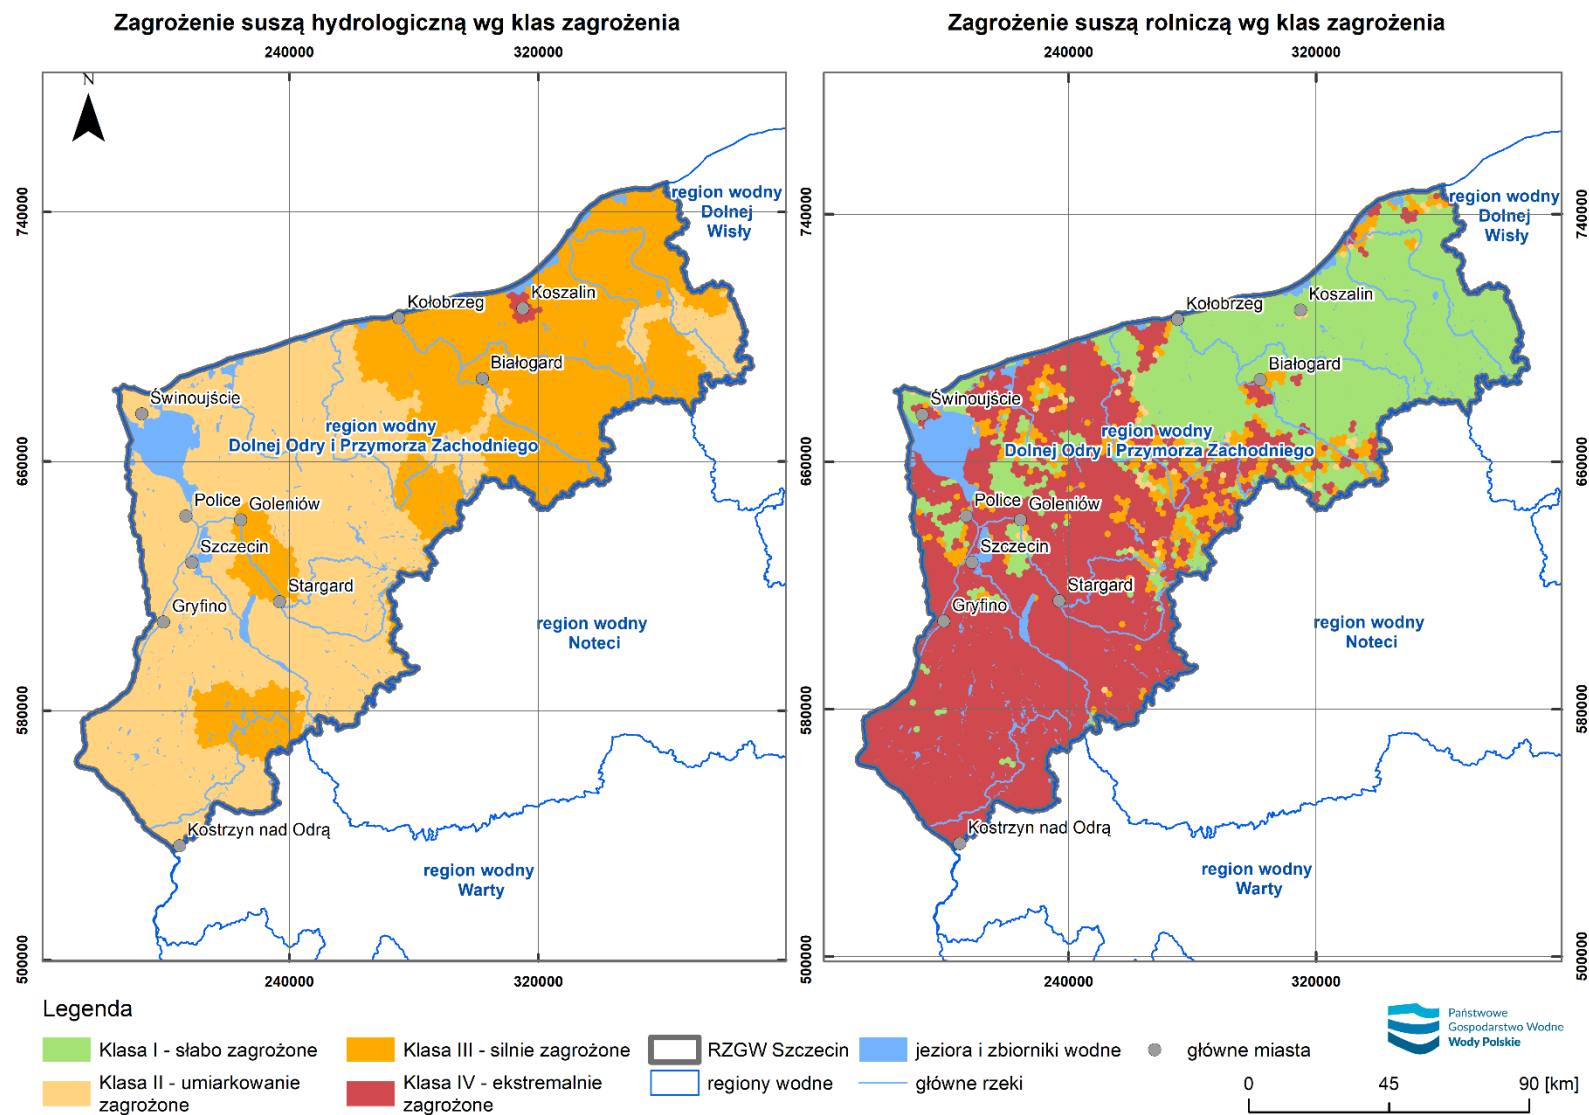 Zagrożenie suszą hydrologiczną wg klas zagrożenia
240000
320000
N
740000
660000
580000
500000
region wodny
Dolnej
Wisły
Kołobrzeg
Koszalin
Białogard
Świnoujście
region wodny
Dolnej Odry i Przymorza Zachodniego
Police
Goleniów
Szczecin
Stargard
Gryfino
region wodny
Noteci
Kostrzyn nad Odrą
region wodny
Warty
240000
320000
Zagrożenie suszą rolniczą wg klas zagrożenia
240000
320000
740000
740000
660000
660000
580000
580000
500000
500000
region wodny
Dolnej
Wisły
Kołobrzeg
Koszalin
Białogard
Świnoujście
region wodny
Dolnej Odry i Przymorza Zachodniego
Police
Goleniów
Szczecin
Stargard
Gryfino
region wodny
Noteci
Kostrzyn nad Odrą
region wodny
Warty
240000
320000
Legenda
Klasa I - słabo zagrożone
Klasa II - umiarkowanie
zagrożone
Klasa III - silnie zagrożone
Klasa IV - ekstremalnie
zagrożone
RZGW Szczecin
regiony wodne
jeziora i zbiorniki wodne
główne rzeki
główne miasta
Państwowe
Gospodarstwo Wodne
Wody Polskie
0
45
90 [km]